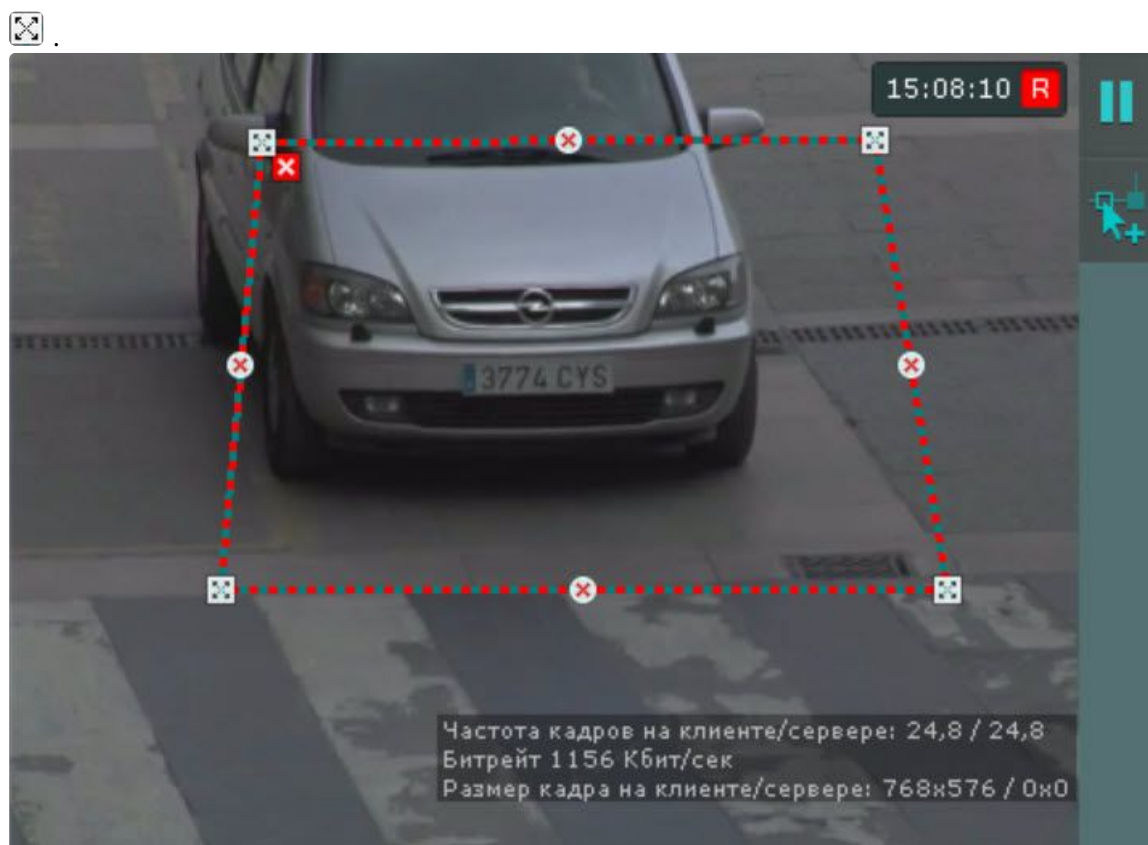 .
15:08:10 R
3774 CYS
Частота кадров на клиенте/сервере: 24,8 / 24,8
Битрейт 1156 Кбит/сек
Размер кадра на клиенте/сервере: 768x576 / 0x0